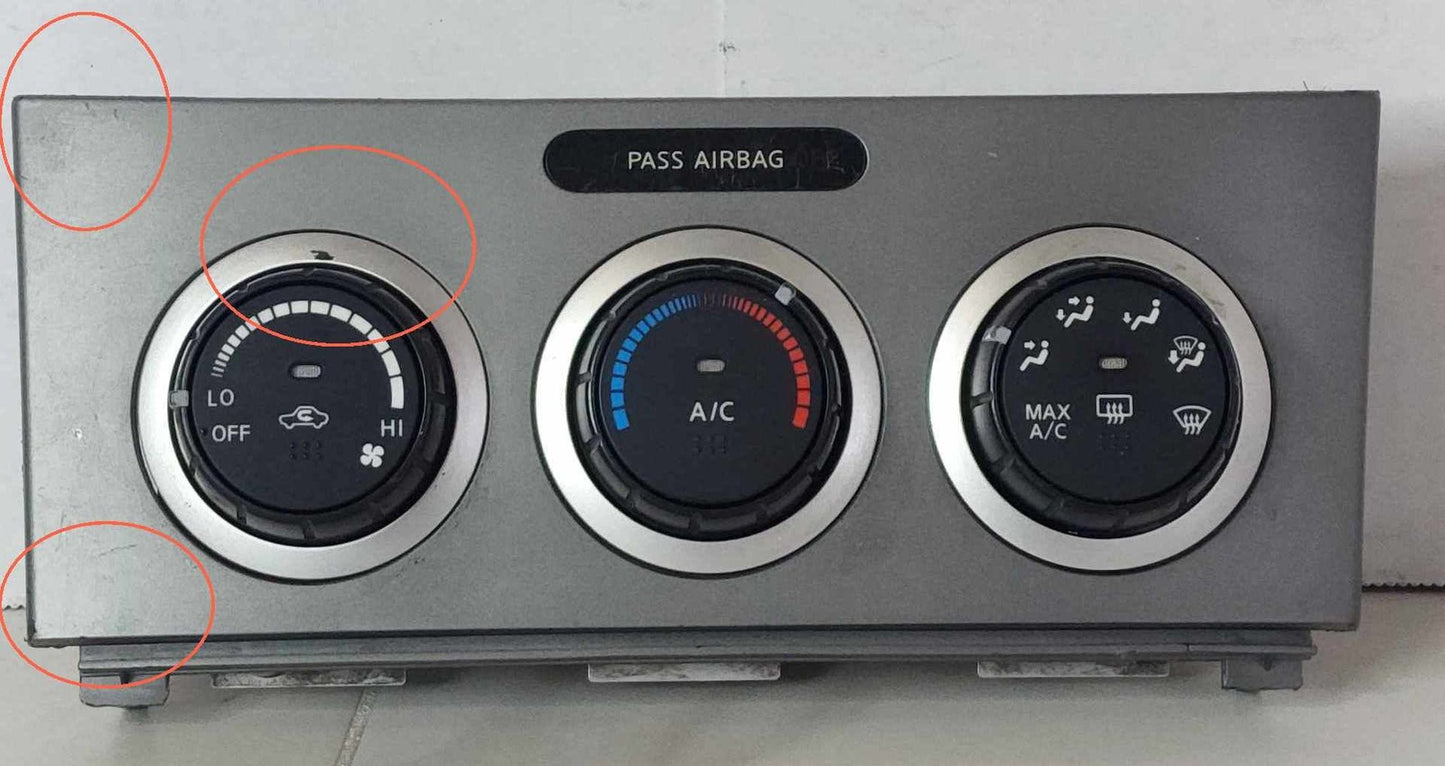 PASS AIRBAG
LO
OFF
HI
A/C
MAX
A/C